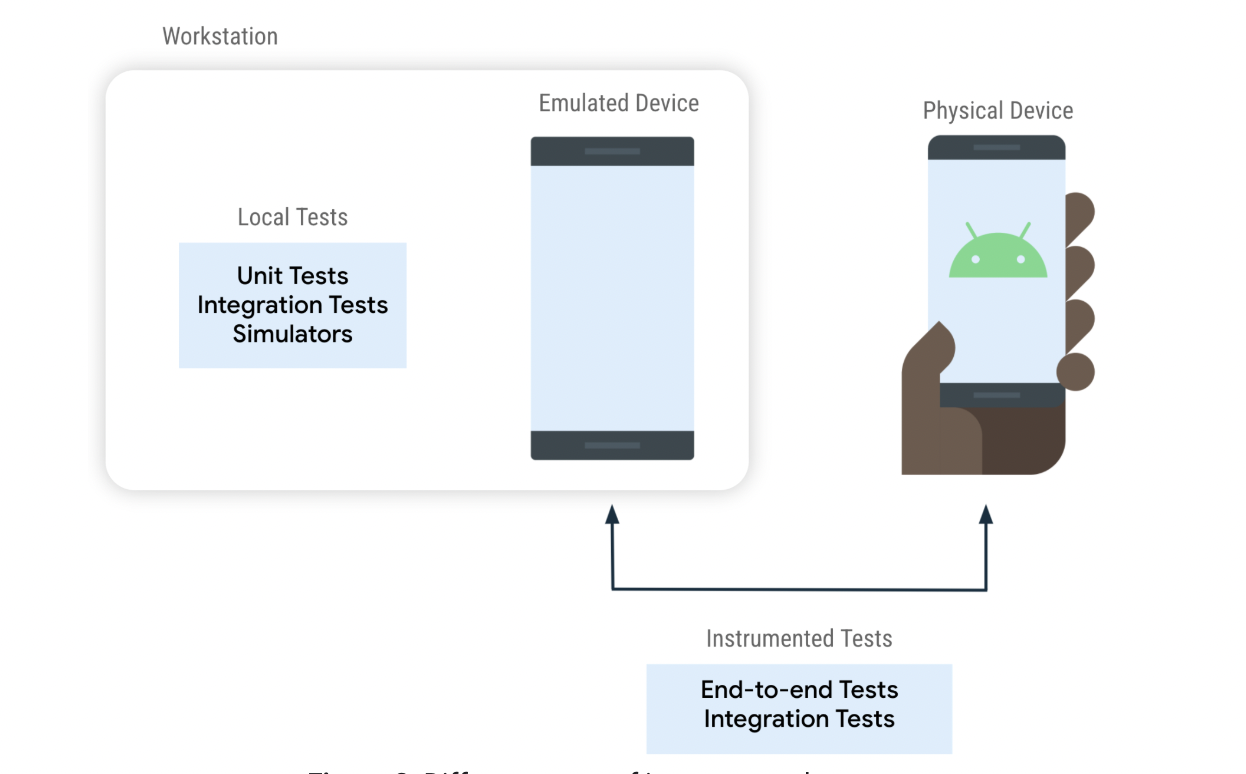 Workstation
Emulated Device
Physical Device
Local Tests
Unit Tests
Integration Tests
Simulators
Instrumented Tests
End-to-end Tests
Integration Tests